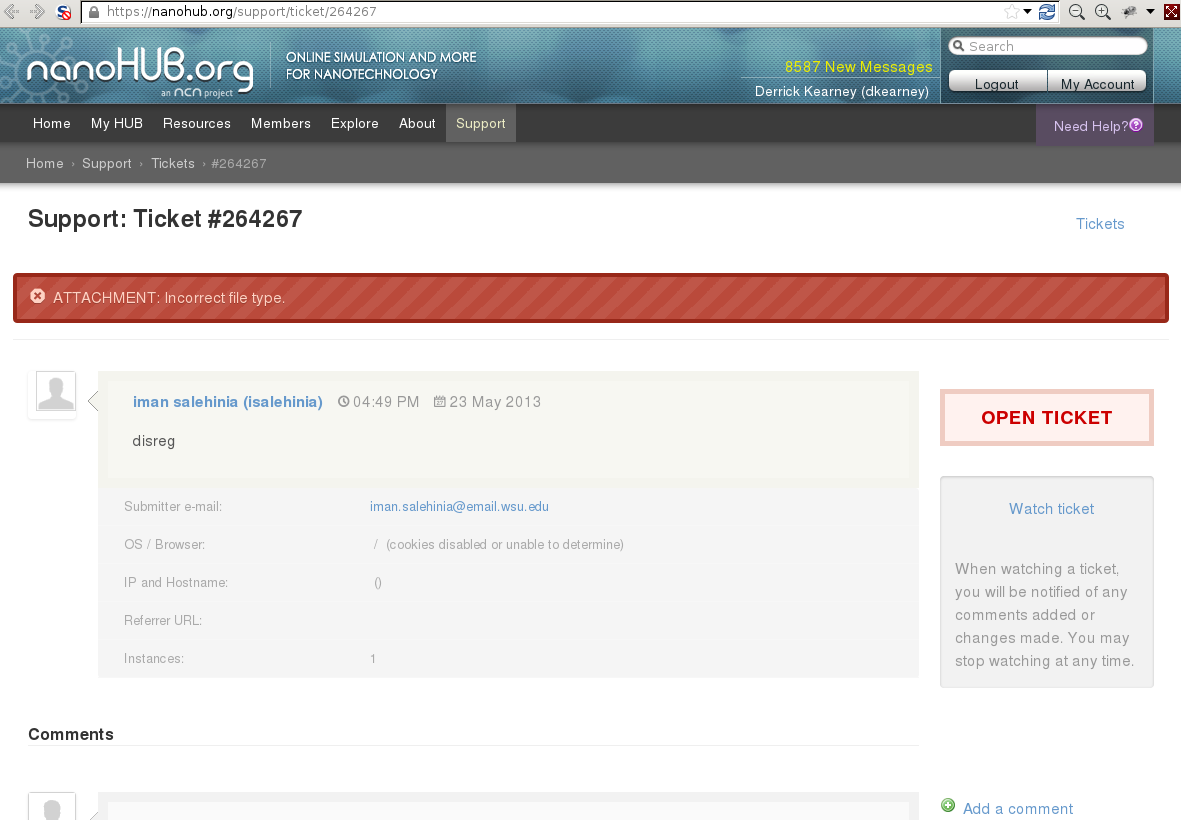 https://nanohub.org/support/ticket/264267
nanoHUB.org
an ncn project
ONLINE SIMULATION AND MORE
FOR NANOTECHNOLOGY
8587 New Messages
Derrick Kearney (dkearney)
Search
Logout
My Account
Home My HUB Resources Members Explore About Support
Need Help?
Home › Support › Tickets › #264267
Support: Ticket #264267
Tickets
ATTACHMENT: Incorrect file type.
iman salehinia (isalehinia) 04:49 PM 23 May 2013
disreg
Submitter e-mail: iman.salehinia@email.wsu.edu
OS / Browser: / (cookies disabled or unable to determine)
IP and Hostname: ()
Referrer URL:
Instances: 1
OPEN TICKET
Watch ticket
When watching a ticket,
you will be notified of any
comments added or
changes made. You may
stop watching at any time.
Comments
Add a comment